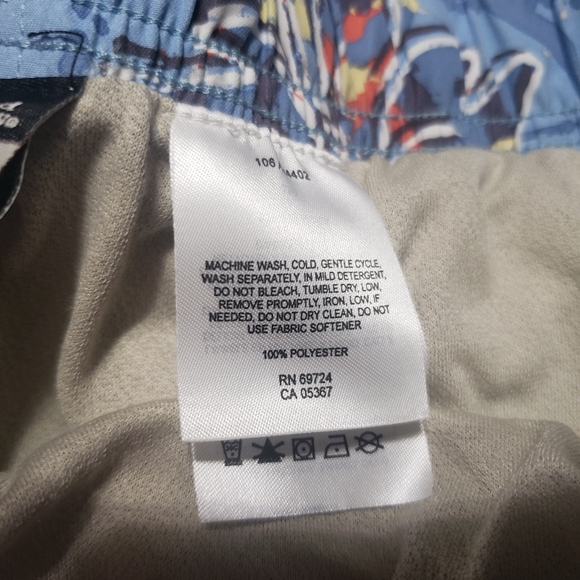 MACHINE WASH, COLD, GENTLE CYCLE,
WASH SEPARATELY, IN MILD DETERGENT,
DO NOT BLEACH, TUMBLE DRY, LOW,
REMOVE PROMPTLY, IRON, LOW, IF
NEEDED, DO NOT DRY CLEAN, DO NOT
USE FABRIC SOFTENER
100% POLYESTER
RN 69724
CA 05367